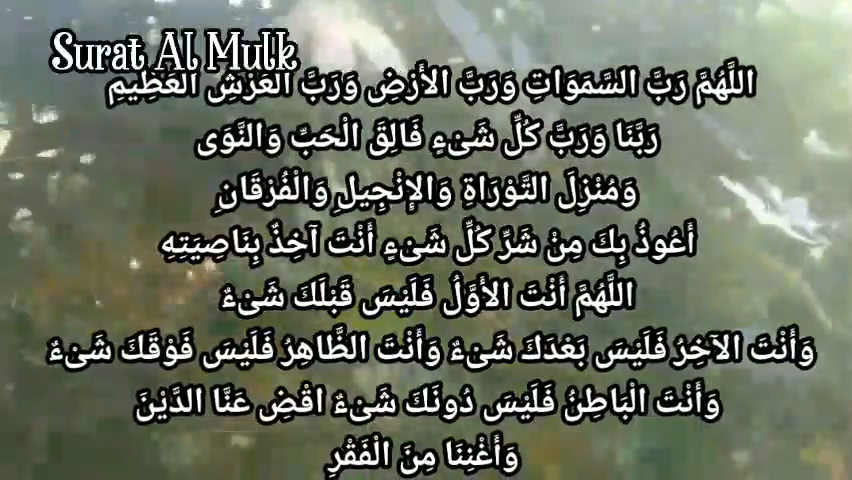 Surat Al Mulk
اللَّهُمَّ رَبَّ السَّمَوَاتِ وَرَبَّ الأَرْضِ وَرَبَّ الْعَرْشِ الْعَظِيمِ
رَبَّنَا وَرَبَّ كُلِّ شَىْءٍ فَالِقَ الْحَبِّ وَالنَّوَى
وَمُنْزِلَ التَّوْرَاةِ وَالإِنْجِيلِ وَالْفُرْقَانِ
أَعُوذُ بِكَ مِنْ شَرِّ كُلِّ شَىْءٍ أَنْتَ آخِذٌ بِنَاصِيَتِهِ
اللَّهُمَّ أَنْتَ الأَوَّلُ فَلَيْسَ قَبْلَكَ شَىْءٌ
وَأَنْتَ الآخِرُ فَلَيْسَ بَعْدَكَ شَىْءٌ وَأَنْتَ الظَّاهِرُ فَلَيْسَ فَوْقَكَ شَىْءٌ
وَأَنْتَ الْبَاطِنُ فَلَيْسَ دُونَكَ شَىْءٌ اقْضِ عَنَّا الدَّيْنَ
وَأَغْنِنَا مِنَ الْفَقْرِ